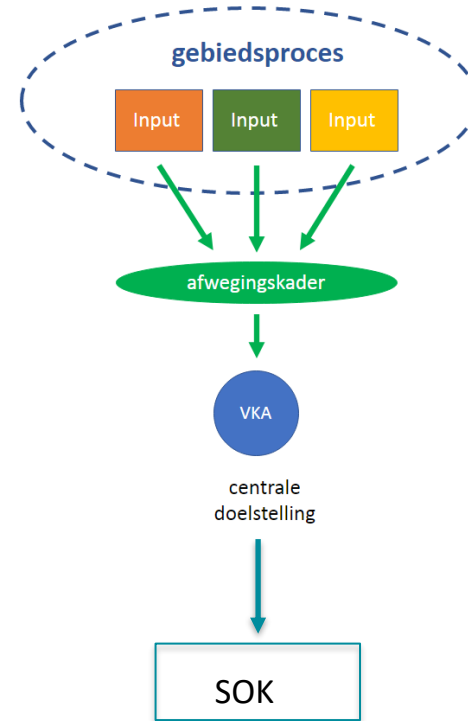 gebiedsproces
Input Input Input
afwegingskader
VKA
centrale
doelstelling
SOK